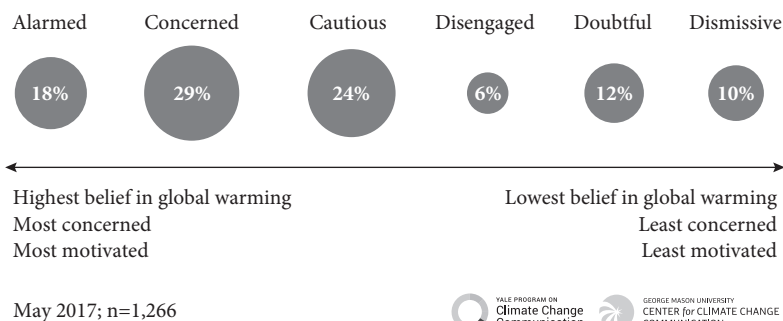 Alarmed Concerned Cautious Disengaged Doubtful Dismissive
18% 29% 24% 6% 12% 10%
Highest belief in global warming Lowest belief in global warming
Most concerned Least concerned
Most motivated Least motivated
May 2017; n=1,266
YALE PROGRAM ON
Climate Change
GEORGE MASON UNIVERSITY
CENTER for CLIMATE CHANGE